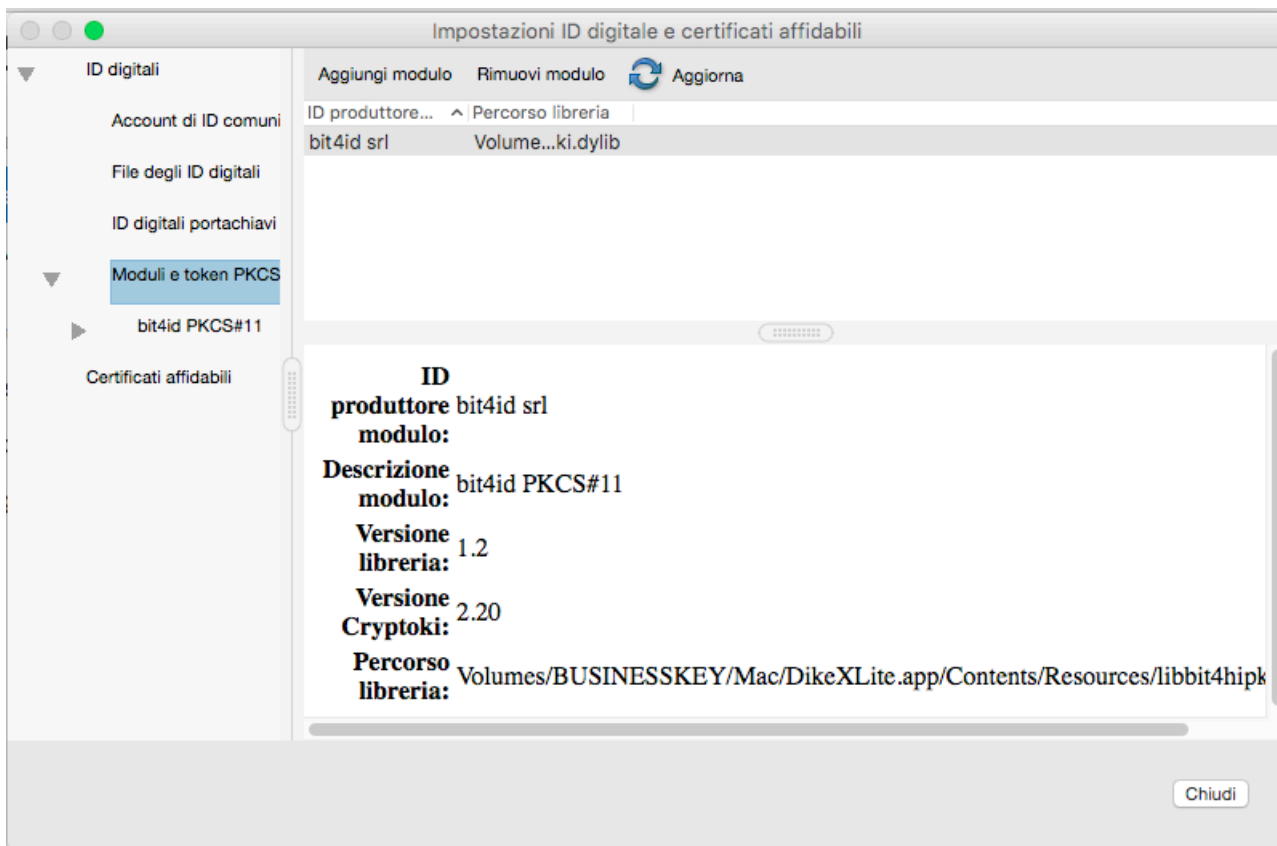 Impostazioni ID digitale e certificati affidabili
ID digitali
Account di ID comuni
File degli ID digitali
ID digitali portachiavi
Moduli e token PKCS
bit4id PKCS#11
Certificati affidabili
Aggiungi modulo Rimuovi modulo Aggiorna
ID produttore... Percorso libreria
bit4id srl Volume...ki.dylib
ID
produttore bit4id srl
modulo:
Descrizione
modulo: bit4id PKCS#11
Versione
libreria: 1.2
Versione
Cryptoki: 2.20
Percorso
libreria: Volumes/BUSINESSKEY/Mac/DikeXLite.app/Contents/Resources/libbit4hipk
Chiudi